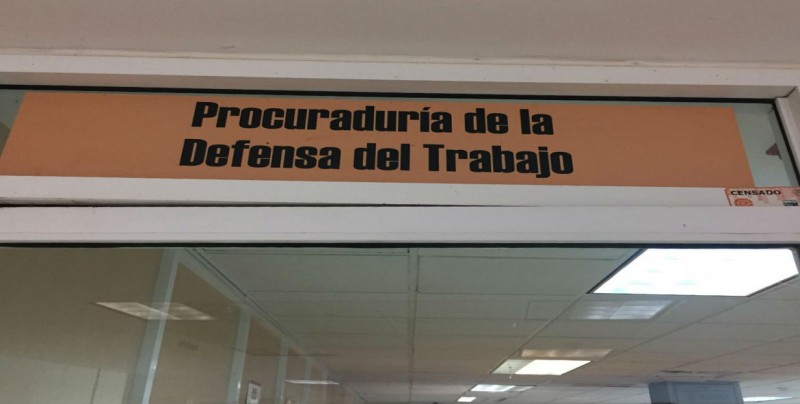 Procuraduría de la
Defensa del Trabajo
CENSADO